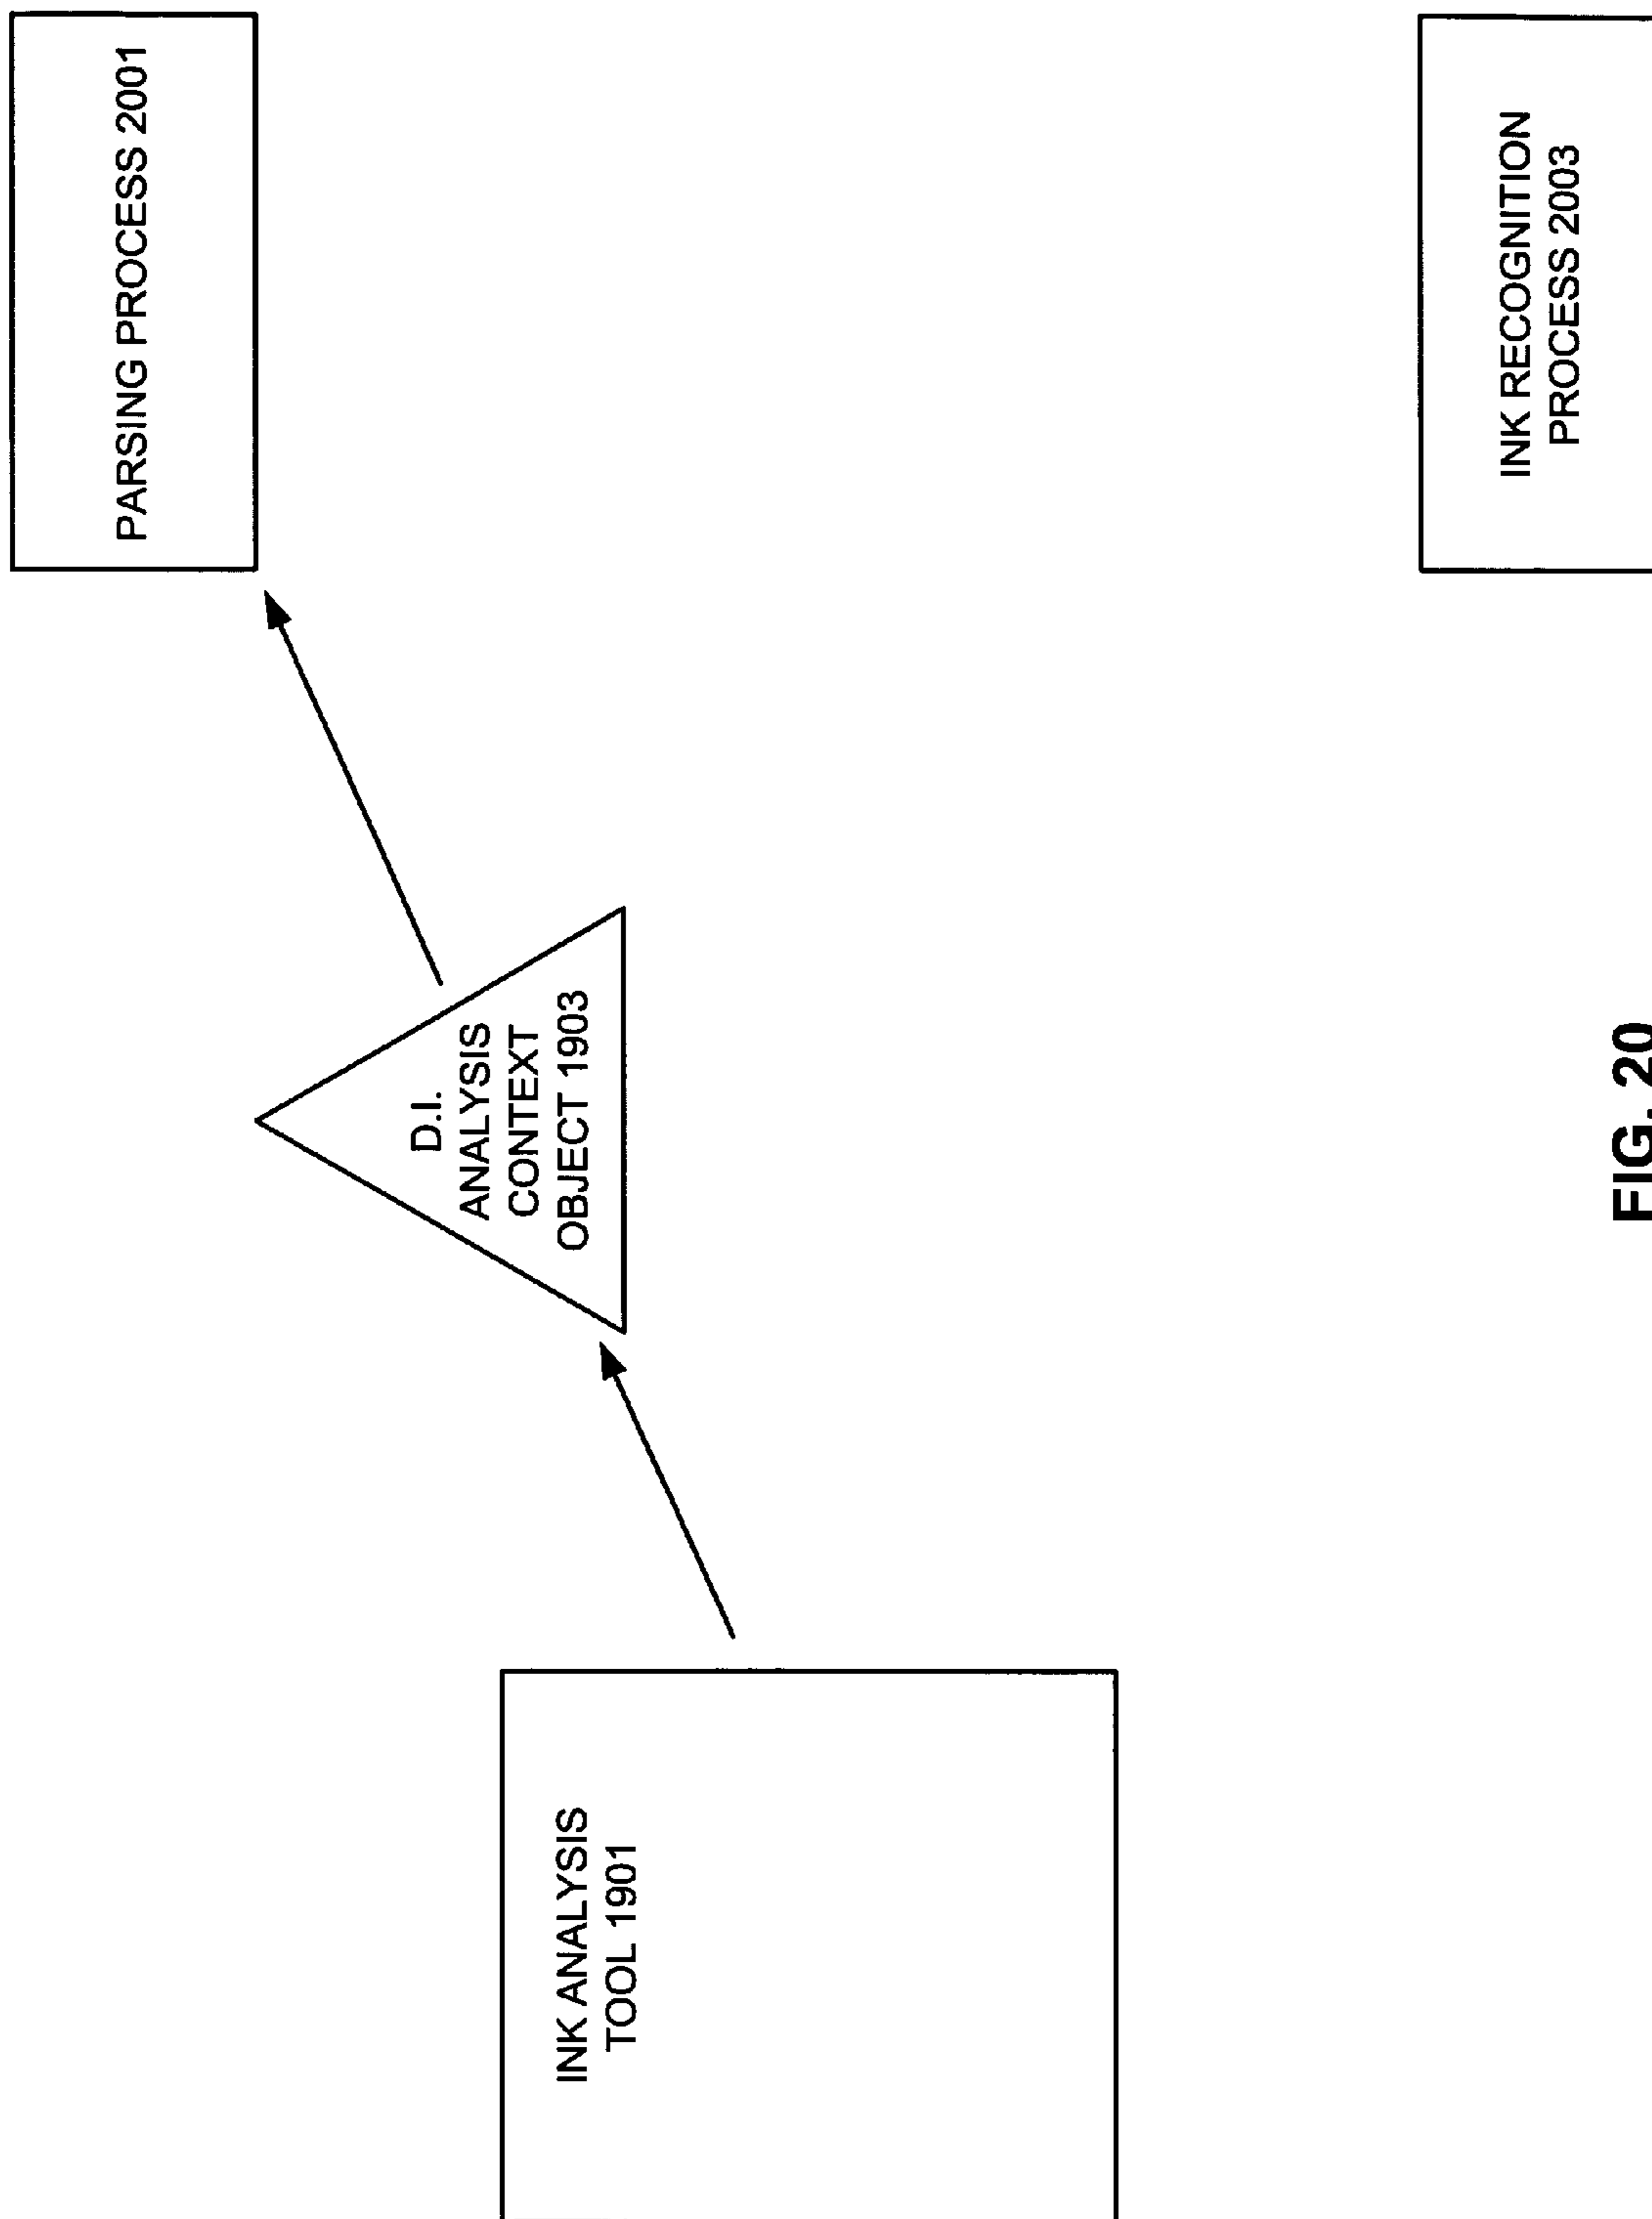 PARSING PROCESS 2001
D.I.
ANALYSIS
CONTEXT
OBJECT 1903
INK ANALYSIS
TOOL 1901
INK RECOGNITION
PROCESS 2003
FIG. 20